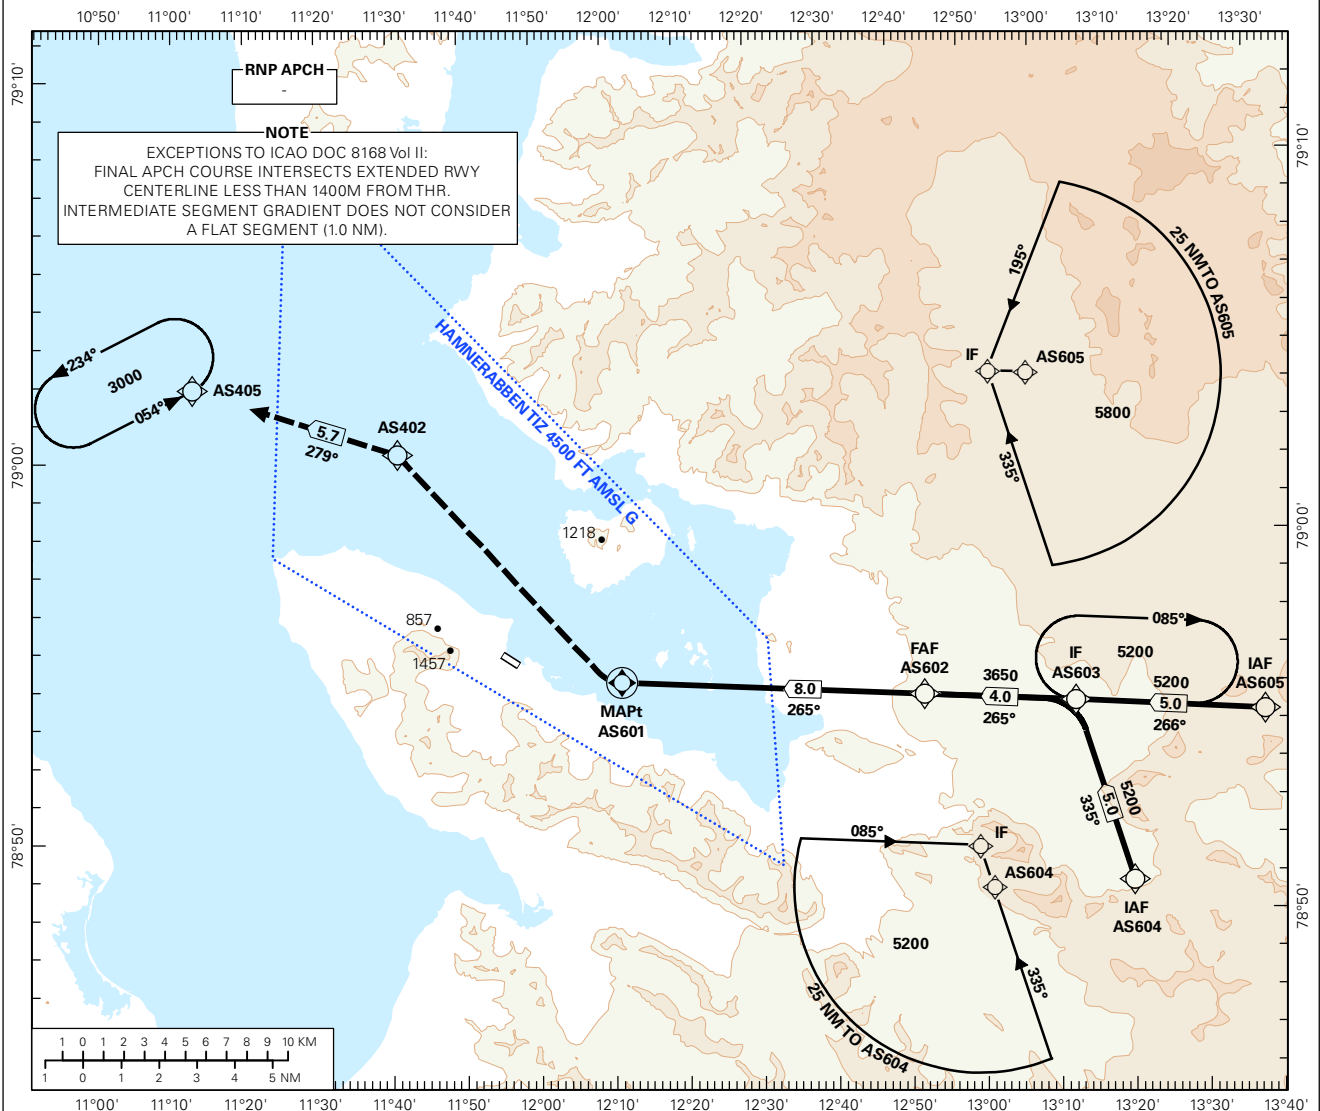 10°50' 11°00' 11°10' 11°20' 11°30' 11°40' 11°50' 12°00' 12°10' 12°20' 12°30' 12°40' 12°50' 13°00' 13°10' 13°20' 13°30'
79°10'
79°10'
RNP APCH
-
NOTE
EXCEPTIONS TO ICAO DOC 8168 Vol II:
FINAL APCH COURSE INTERSECTS EXTENDED RWY
CENTERLINE LESS THAN 1400M FROM THR.
INTERMEDIATE SEGMENT GRADIENT DOES NOT CONSIDER
A FLAT SEGMENT (1.0 NM).
25 NM TO AS605
195°
IF
AS605
5800
335°
HAMNERABBEN TIZ 4500 FT AMSL G
234°
3000
054°
AS405
5.7
279°
AS402
79°00'
79°00'
1218
857
1457
MAPt
AS601
8.0
265°
FAF
AS602
3650
4.0
265°
IF
AS603
085°
5200
5200
5.0
266°
IAF
AS605
5200
5.0
335°
IAF
AS604
78°50'
78°50'
085°
IF
AS604
5200
335°
25 NM TO AS604
1 0 1 2 3 4 5 6 7 8 9 10 KM
1 0 1 2 3 4 5 NM
11°00' 11°10' 11°20' 11°30' 11°40' 11°50' 12°00' 12°10' 12°20' 12°30' 12°40' 12°50' 13°00' 13°10' 13°20' 13°30' 13°40'